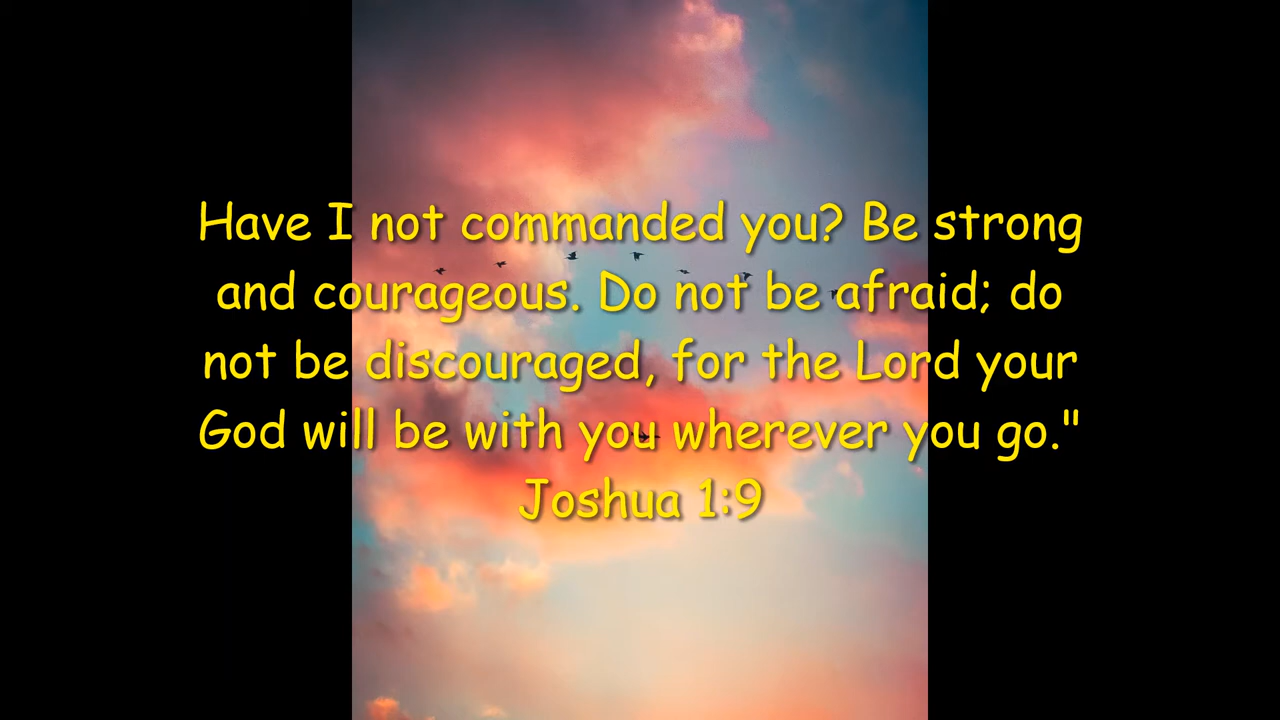 Have I not commanded you? Be strong
and courageous. Do not be afraid; do
not be discouraged, for the Lord your
God will be with you wherever you go."
Joshua 1:9